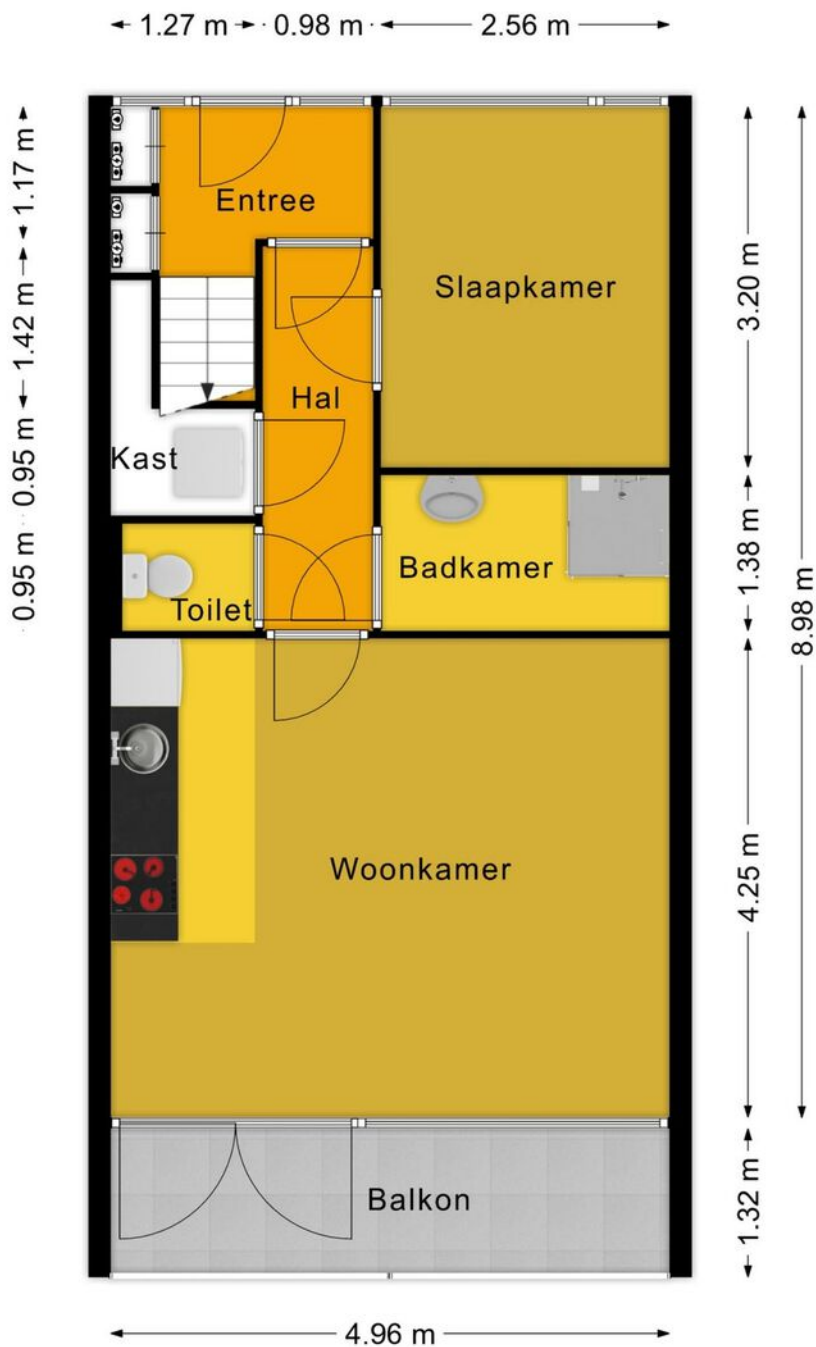 1.27 m 0.98 m 2.56 m
1.17 m
1.42 m
0.95 m
0.95 m
Entree
Slaapkamer
Hal
Kast
Toilet
Badkamer
Woonkamer
Balkon
3.20 m
1.38 m
4.25 m
1.32 m
8.98 m
4.96 m